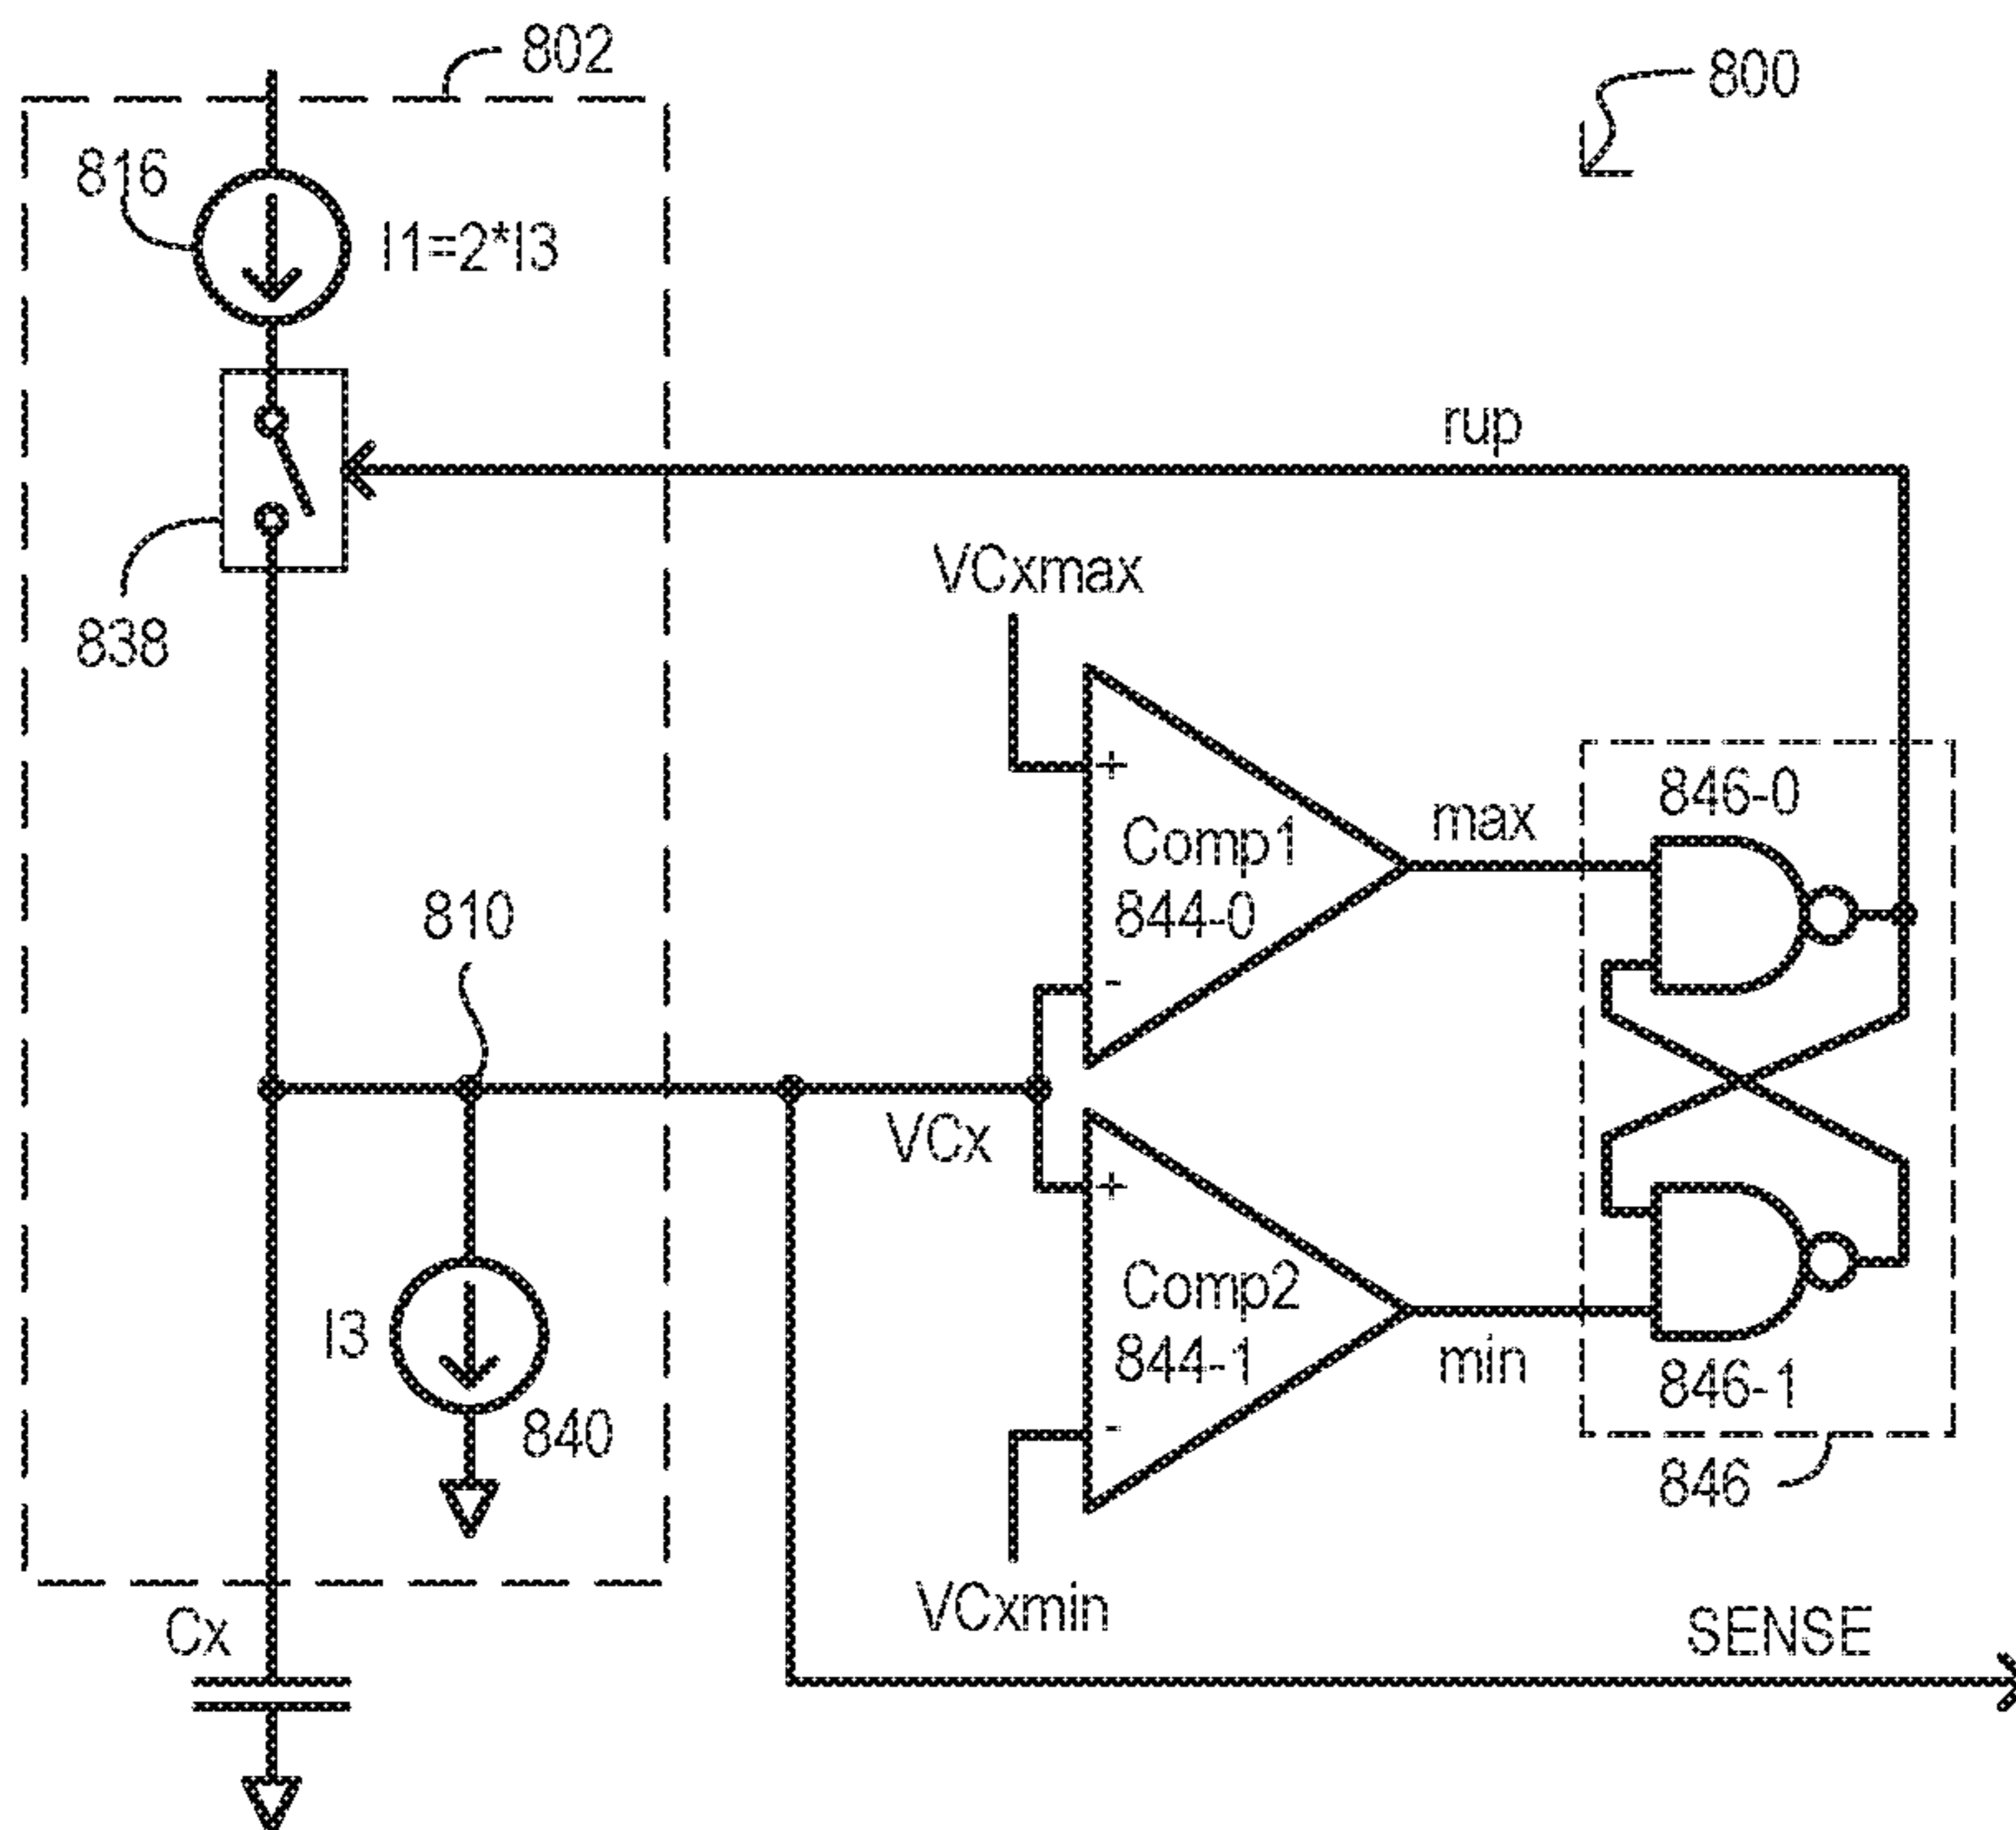 802
800
816
I1=2*I3
rup
838
VCxmax
+
846-0
max
Comp1
844-0
810
-
VCx
+
Comp2
844-1
I3
min
846-1
840
-
846
VCxmin
Cx
SENSE